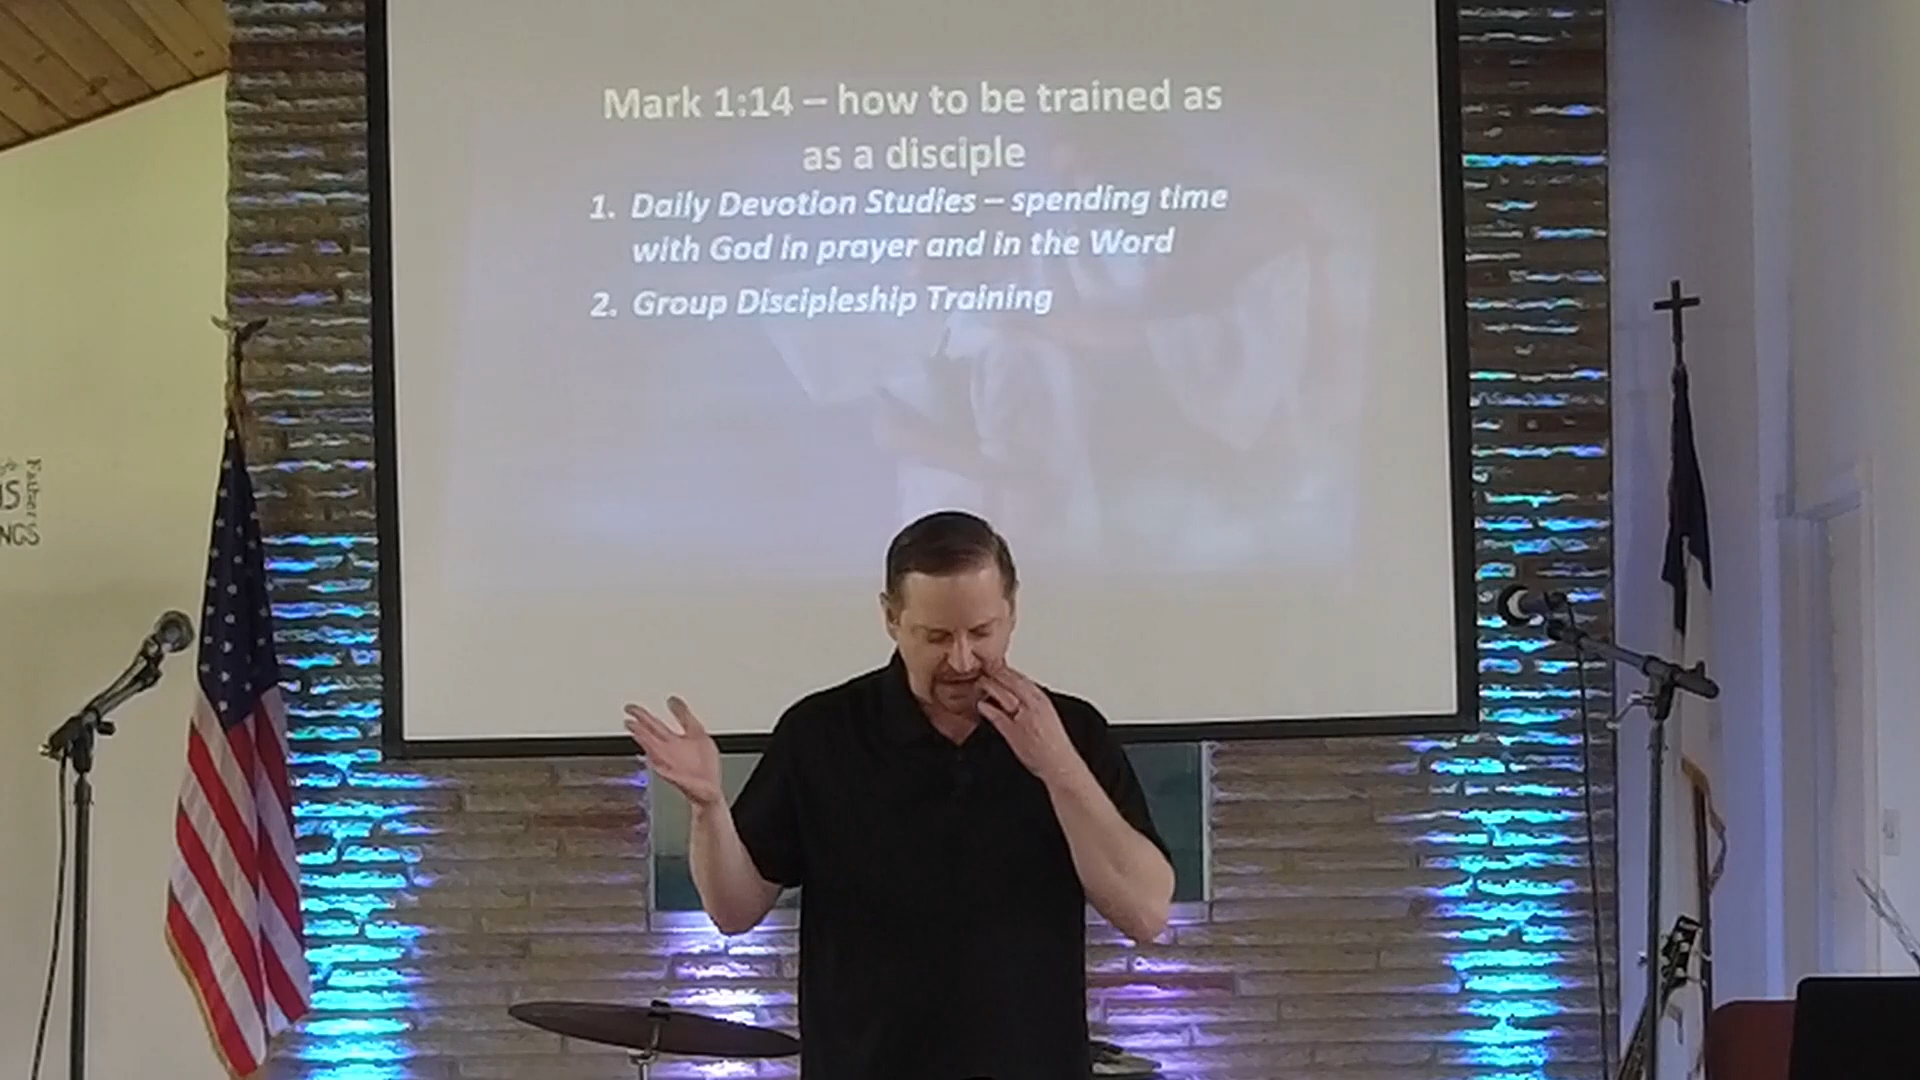 Mark 1:14 – how to be trained as
as a disciple
1. Daily Devotion Studies – spending time
with God in prayer and in the Word
2. Group Discipleship Training
Father